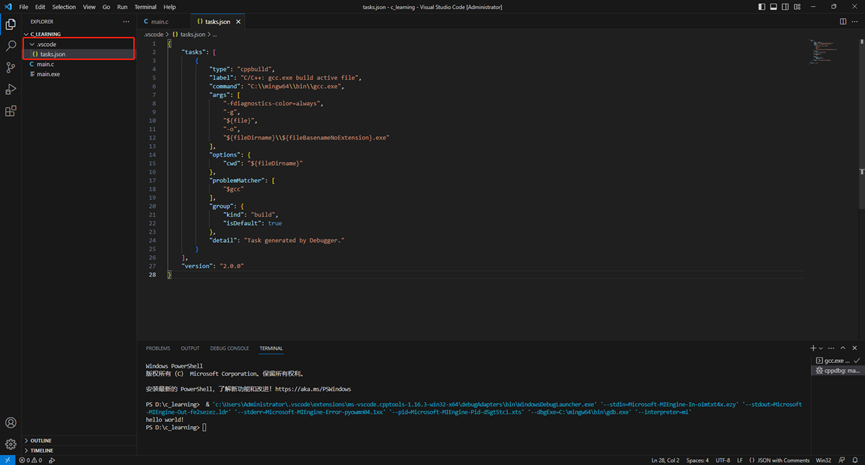 File Edit Selection View Go Run Terminal Help
tasks.json - c_learning - Visual Studio Code [Administrator]
EXPLORER
C_LEARNING
.vscode
tasks.json
main.c
main.exe
OUTLINE
TIMELINE
main.c
tasks.json
.vscode > tasks.json > ...
1 {
2 "tasks": [
3 {
4 "type": "cppbuild",
5 "label": "C/C++: gcc.exe build active file",
6 "command": "C:\\mingw64\\bin\\gcc.exe",
7 "args": [
8 "-fdiagnostics-color=always",
9 "-g",
10 "${file}",
11 "-o",
12 "${fileDirname}\\${fileBasenameNoExtension}.exe"
13 ],
14 "options": {
15 "cwd": "${fileDirname}"
16 },
17 "problemMatcher": [
18 "$gcc"
19 ],
20 "group": {
21 "kind": "build",
22 "isDefault": true
23 },
24 "detail": "Task generated by Debugger."
25 }
26 ],
27 "version": "2.0.0"
28 }
PROBLEMS OUTPUT DEBUG CONSOLE TERMINAL
gcc.exe ...
cppdbg: ma...
Windows PowerShell
版权所有 (C) Microsoft Corporation。保留所有权利。
安装最新的 PowerShell，了解新功能和改进！https://aka.ms/PSWindows
PS D:\c_learning> & 'c:\Users\Administrator\.vscode\extensions\ms-vscode.cpptools-1.16.3-win32-x64\debugAdapters\bin\WindowsDebugLauncher.exe' '--stdin=Microsoft-MIEngine-In-oimtxt4x.ezy' '--stdout=Microsoft
-MIEngine-Out-fe2sezez.ldr' '--stderr=Microsoft-MIEngine-Error-pyowmn04.1xx' '--pid=Microsoft-MIEngine-Pid-dSgt5tci.xts' '--dbgExe=C:\mingw64\bin\gdb.exe' '--interpreter=mi'
hello world!
PS D:\c_learning>
0 0
Ln 28, Col 2 Spaces: 4 UTF-8 LF {} JSON with Comments Win32